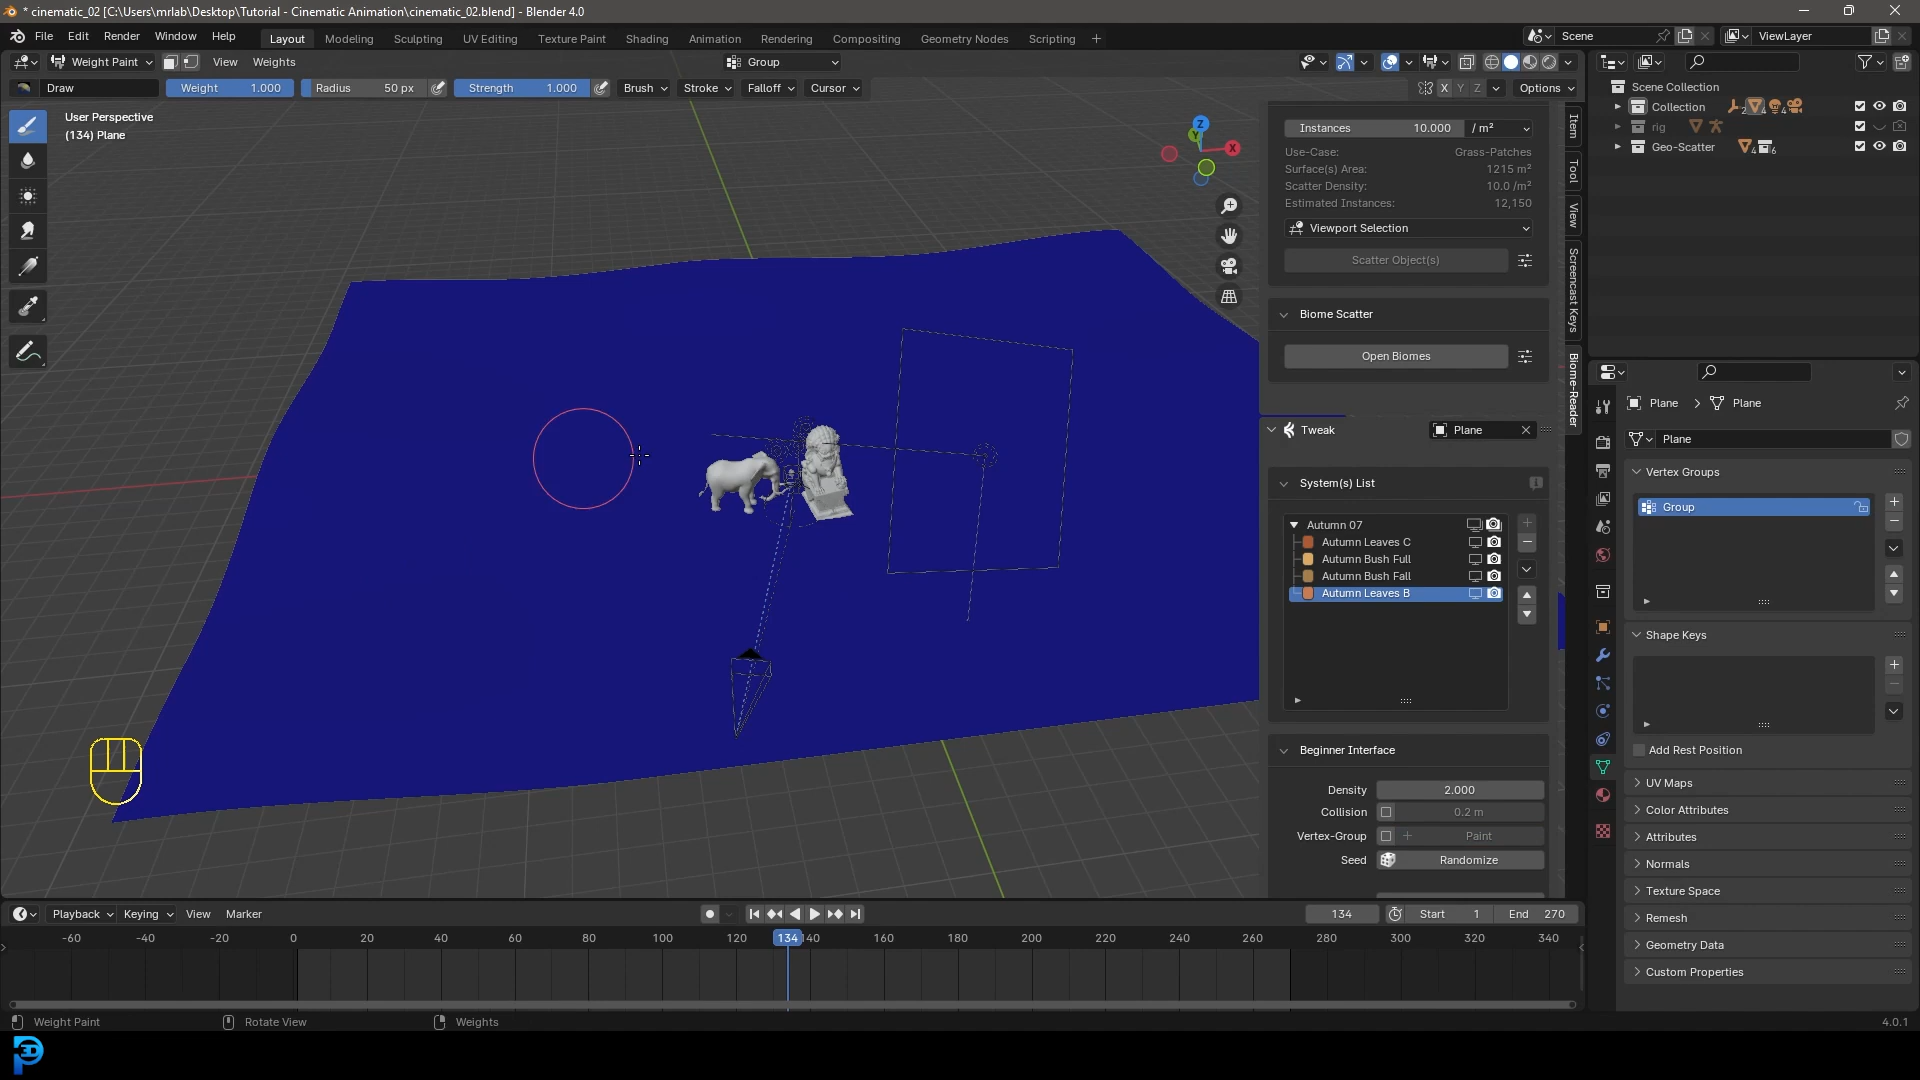 * cinematic_02 [C:\Users\mrlab\Desktop\Tutorial - Cinematic Animation\cinematic_02.blend] - Blender 4.0
File Edit Render Window Help Layout Modeling Sculpting UV Editing Texture Paint Shading Animation Rendering Compositing Geometry Nodes Scripting + Scene ViewLayer
Weight Paint View Weights Group
Draw Weight 1.000 Radius 50 px Strength 1.000 Brush Stroke Falloff Cursor X Y Z Options
User Perspective
(134) Plane
Z
Y
X
Instances 10.000 / m²
Use-Case: Grass-Patches
Surface(s) Area: 1215 m²
Scatter Density: 10.0 /m²
Estimated Instances: 12,150
Viewport Selection
Scatter Object(s)
Biome Scatter
Open Biomes
Tweak Plane
System(s) List
Autumn 07
Autumn Leaves C
Autumn Bush Full
Autumn Bush Fall
Autumn Leaves B
Beginner Interface
Density 2.000
Collision 0.2 m
Vertex-Group Paint
Seed Randomize
Item
Tool
View
Screencast Keys
Biome-Reader
Scene Collection
Collection 2 4 4
rig
Geo-Scatter 4 6
Plane > Plane
Plane
Vertex Groups
Group
Shape Keys
Add Rest Position
UV Maps
Color Attributes
Attributes
Normals
Texture Space
Remesh
Geometry Data
Custom Properties
Playback Keying View Marker 134 Start 1 End 270
-60 -40 -20 0 20 40 60 80 100 120 134 140 160 180 200 220 240 260 280 300 320 340
Weight Paint Rotate View Weights 4.0.1